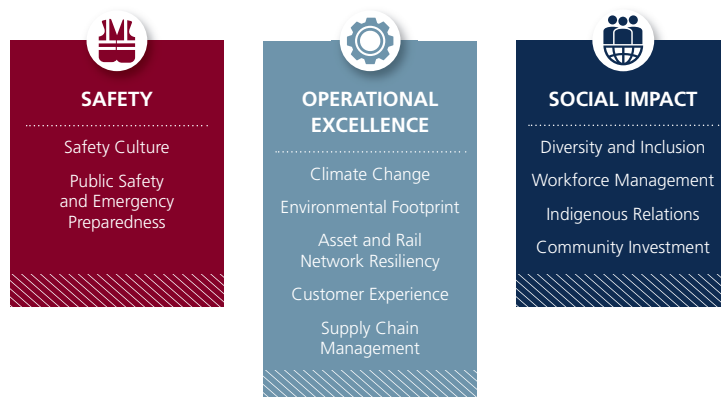 SAFETY
Safety Culture
Public Safety
and Emergency
Preparedness
OPERATIONAL
EXCELLENCE
Climate Change
Environmental Footprint
Asset and Rail
Network Resiliency
Customer Experience
Supply Chain
Management
SOCIAL IMPACT
Diversity and Inclusion
Workforce Management
Indigenous Relations
Community Investment